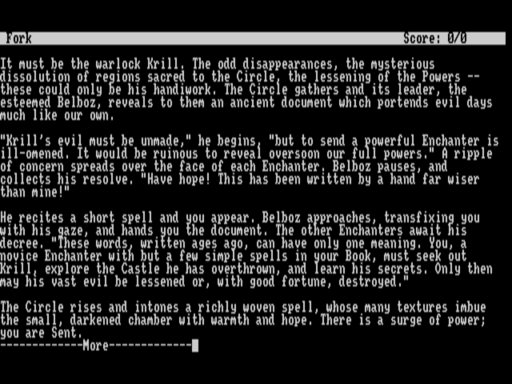 Fork Score: 0/0
It must be the warlock Krill. The odd disappearances, the mysterious
dissolution of regions sacred to the Circle, the lessening of the Powers --
these could only be his handiwork. The Circle gathers and its leader, the
esteemed Belboz, reveals to them an ancient document which portends evil days
much like our own.
"Krill's evil must be unmade," he begins, "but to send a powerful Enchanter is
ill-omened. It would be ruinous to reveal oversoon our full powers." A ripple
of concern spreads over the face of each Enchanter. Belboz pauses, and
collects his resolve. "Have hope! This has been written by a hand far wiser
than mine!"
He recites a short spell and you appear. Belboz approaches, transfixing you
with his gaze, and hands you the document. The other Enchanters await his
decree. "These words, written ages ago, can have only one meaning. You, a
novice Enchanter with but a few simple spells in your Book, must seek out
Krill, explore the Castle he has overthrown, and learn his secrets. Only then
may his vast evil be lessened or, with good fortune, destroyed."
The Circle rises and intones a richly woven spell, whose many textures imbue
the small, darkened chamber with warmth and hope. There is a surge of power;
you are Sent.
-------------More-------------